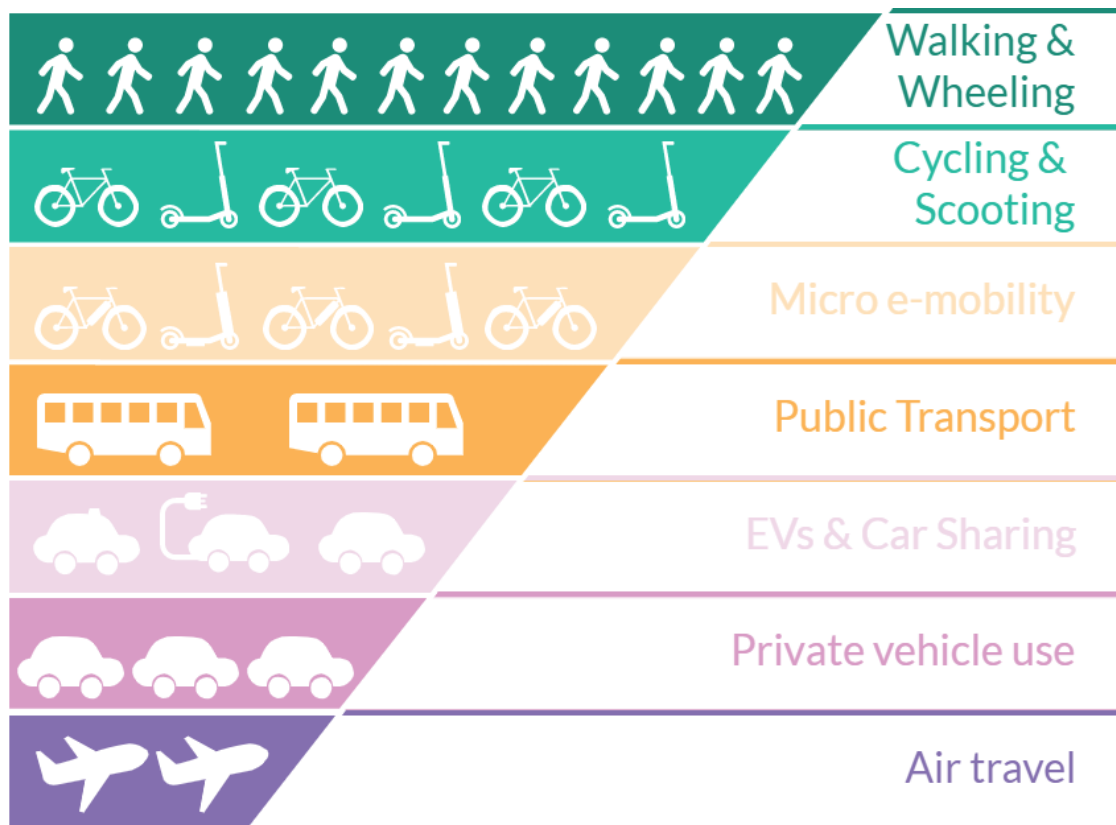 Walking &
Wheeling
Cycling &
Scooting
Micro e-mobility
Public Transport
EVs & Car Sharing
Private vehicle use
Air travel